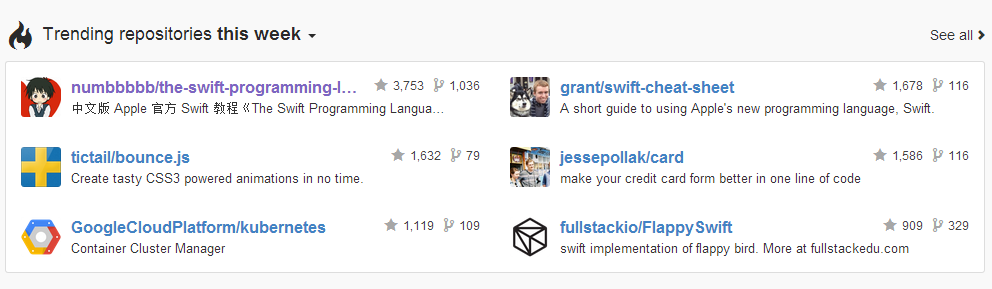 Trending repositories this week
See all
numbbbbb/the-swift-programming-l...
3,753 1,036
中文版 Apple 官方 Swift 教程《The Swift Programming Langua...
grant/swift-cheat-sheet
1,678 116
A short guide to using Apple's new programming language, Swift.
tictail/bounce.js
1,632 79
Create tasty CSS3 powered animations in no time.
jessepollak/card
1,586 116
make your credit card form better in one line of code
GoogleCloudPlatform/kubernetes
1,119 109
Container Cluster Manager
fullstackio/FlappySwift
909 329
swift implementation of flappy bird. More at fullstackedu.com